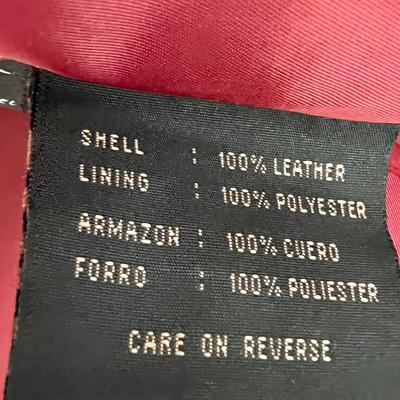 SHELL : 100% LEATHER
LINING : 100% POLYESTER
ARMAZON : 100% CUERO
FORRO : 100% POLIESTER
CARE ON REVERSE